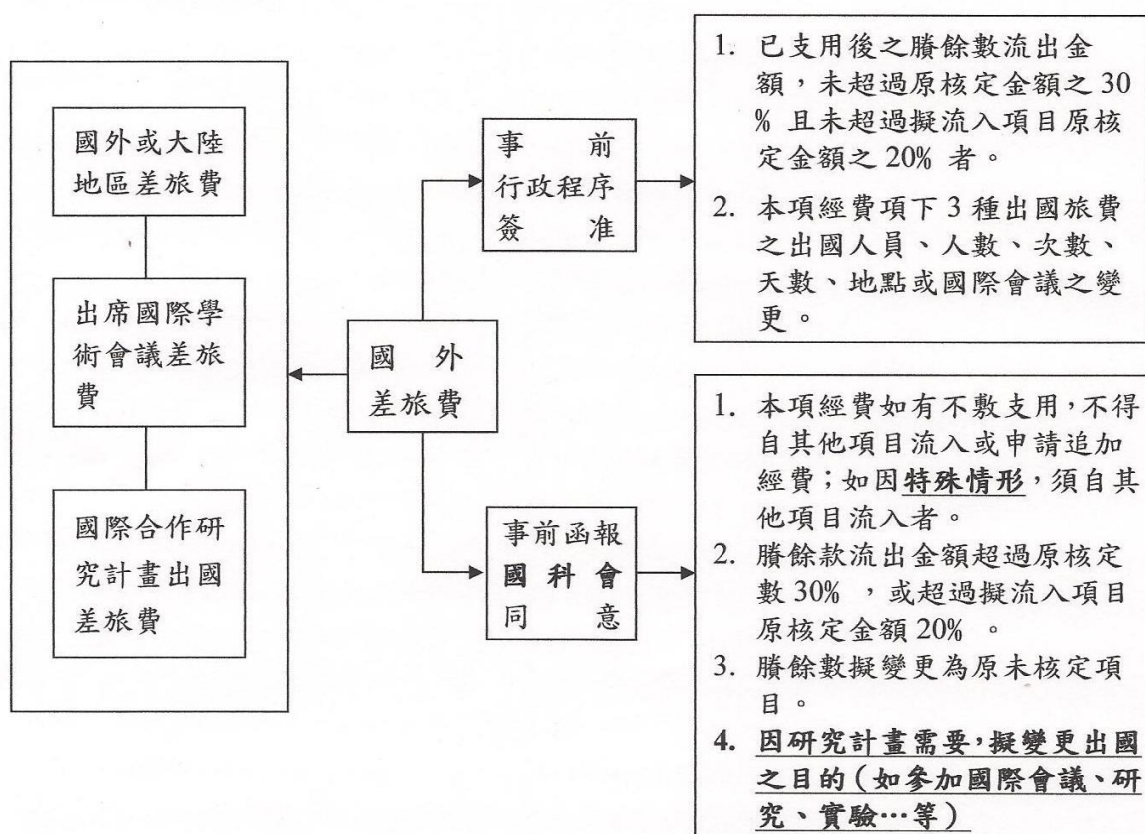 國外或大陸
地區差旅費
出席國際學
術會議差旅
費
國際合作研
究計畫出國
差旅費
國外
差旅費
事前
行政程序
簽准
事前函報
國科會
同意
1. 已支用後之賸餘數流出金
額，未超過原核定金額之 30
% 且未超過擬流入項目原核
定金額之 20% 者。
2. 本項經費項下 3 種出國旅費
之出國人員、人數、次數、
天數、地點或國際會議之變
更。
1. 本項經費如有不敷支用，不得
自其他項目流入或申請追加
經費；如因特殊情形，須自其
他項目流入者。
2. 賸餘款流出金額超過原核定
數 30% ，或超過擬流入項目
原核定金額 20% 。
3. 賸餘數擬變更為原未核定項
目。
4. 因研究計畫需要，擬變更出國
之目的（如參加國際會議、研
究、實驗…等）